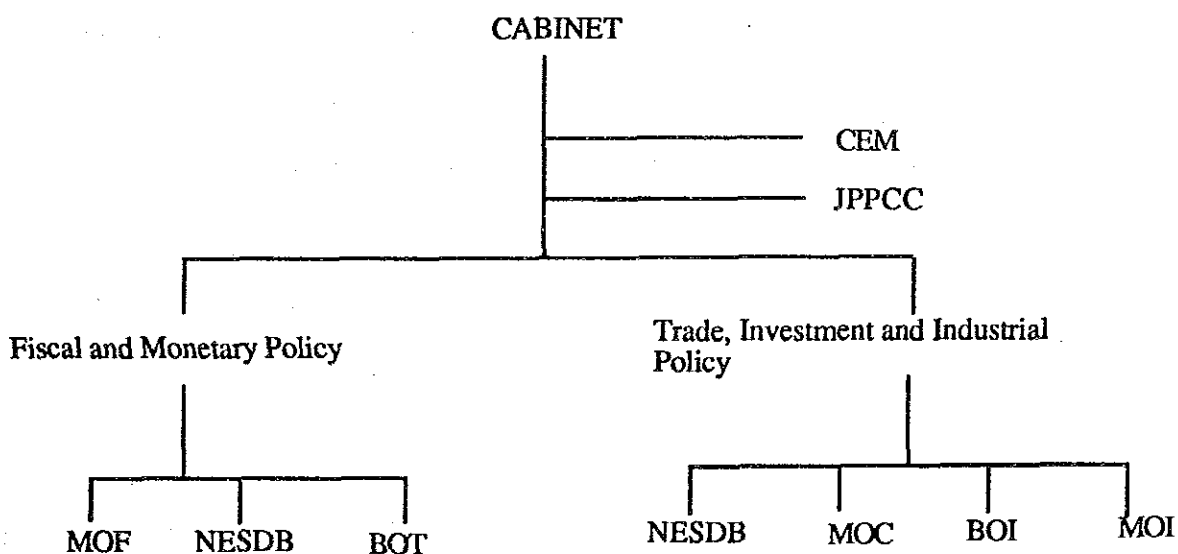 CABINET
CEM
JPPCC
Fiscal and Monetary Policy
Trade, Investment and Industrial
Policy
MOF NESDB BOT
NESDB MOC BOI MOI